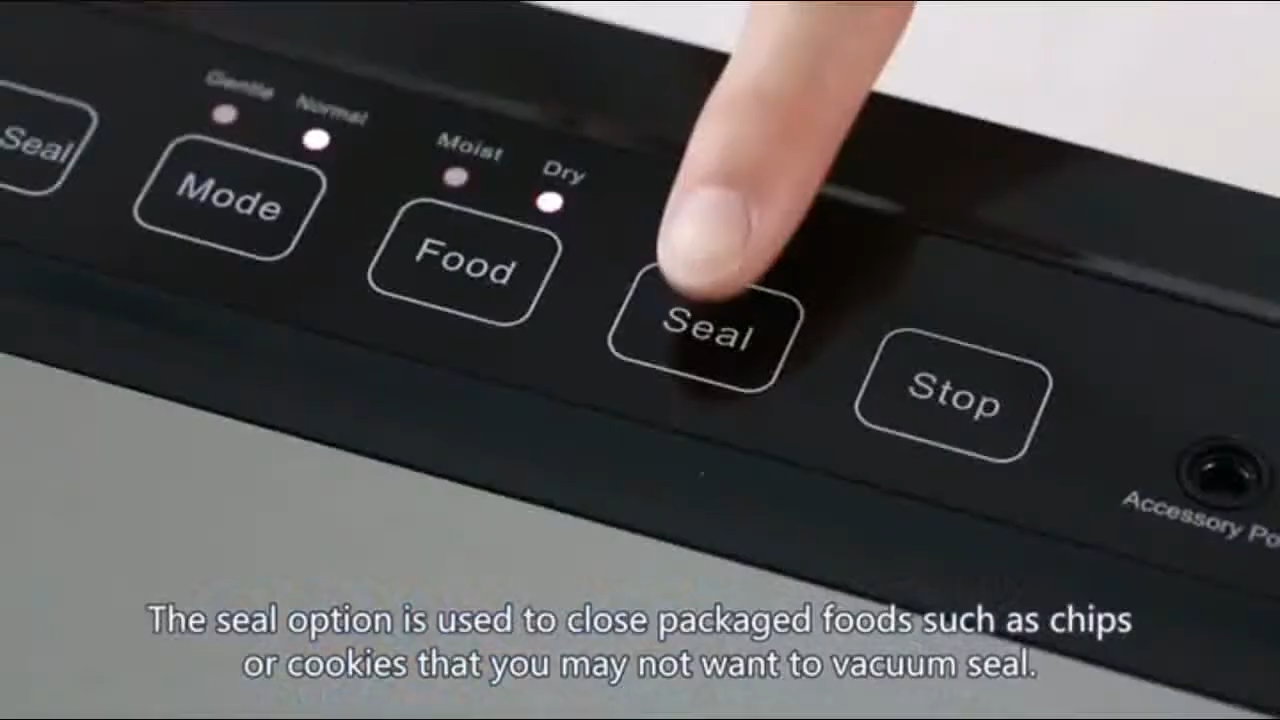 Seal
Gentle
Normal
Mode
Moist
Dry
Food
Seal
Stop
Accessory Po
The seal option is used to close packaged foods such as chips
or cookies that you may not want to vacuum seal.